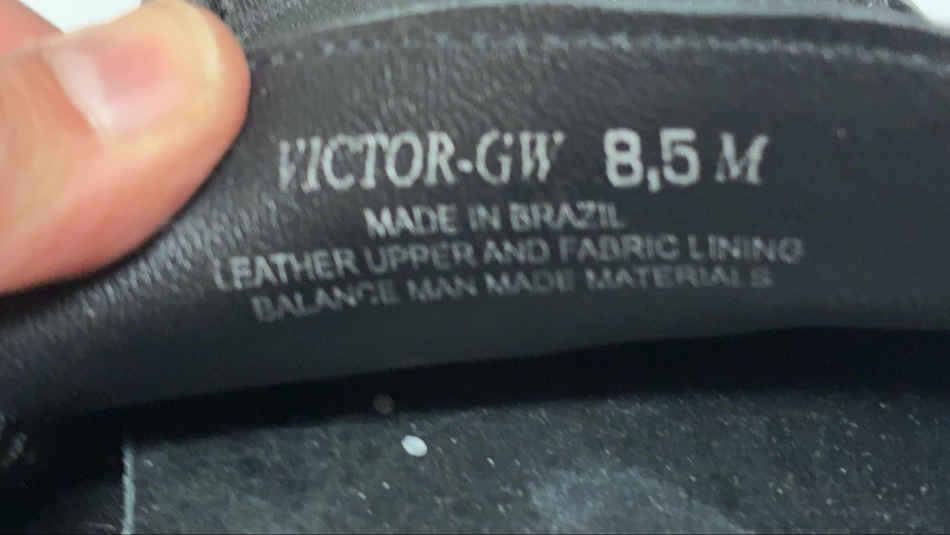 VICTOR-GW 8,5 M
MADE IN BRAZIL
LEATHER UPPER AND FABRIC LINING
BALANCE MAN MADE MATERIALS